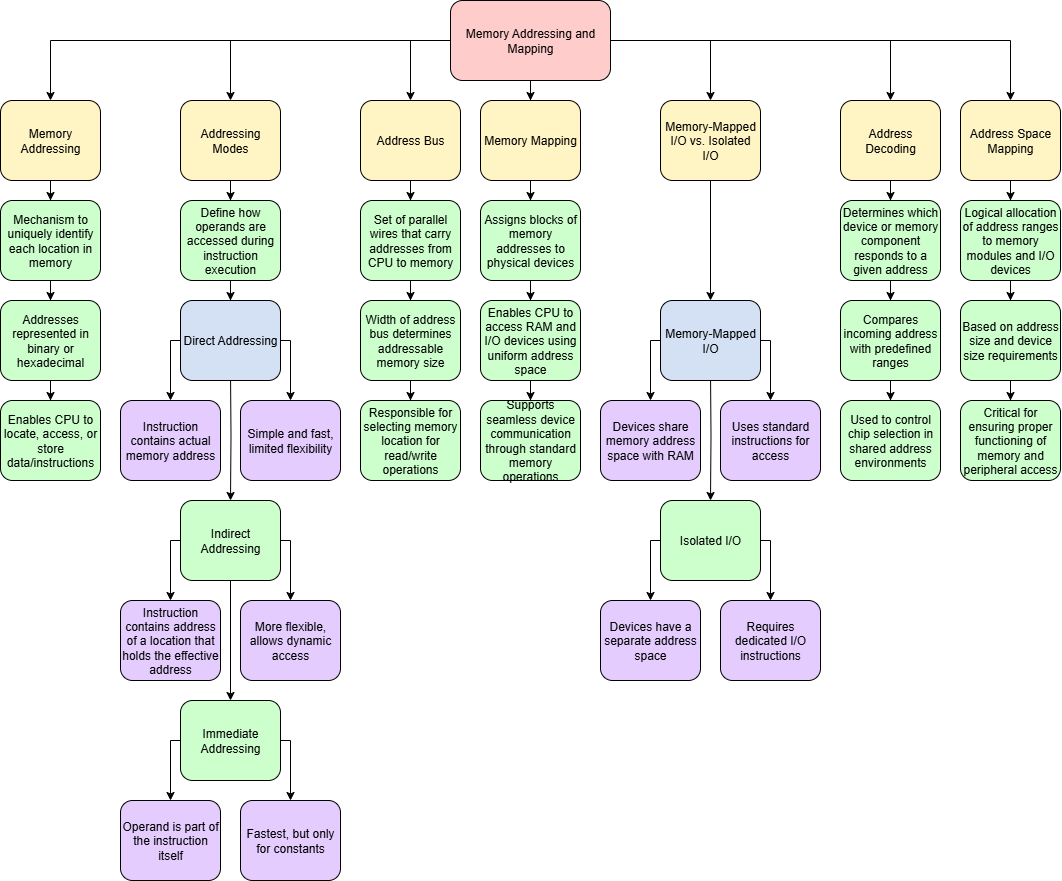 Memory Addressing and
Mapping
Memory
Addressing
Addressing
Modes
Address Bus
Memory Mapping
Memory-Mapped
I/O vs. Isolated
I/O
Address
Decoding
Address Space
Mapping
Mechanism to
uniquely identify
each location in
memory
Define how
operands are
accessed during
instruction
execution
Set of parallel
wires that carry
addresses from
CPU to memory
Assigns blocks of
memory
addresses to
physical devices
Determines which
device or memory
component
responds to a
given address
Logical allocation
of address ranges
to memory
modules and I/O
devices
Addresses
represented in
binary or
hexadecimal
Direct Addressing
Width of address
bus determines
addressable
memory size
Enables CPU to
access RAM and
I/O devices using
uniform address
space
Memory-Mapped
I/O
Compares
incoming address
with predefined
ranges
Based on address
size and device
size requirements
Enables CPU to
locate, access, or
store
data/instructions
Instruction
contains actual
memory address
Simple and fast,
limited flexibility
Responsible for
selecting memory
location for
read/write
operations
Supports
seamless device
communication
through standard
memory
operations
Devices share
memory address
space with RAM
Uses standard
instructions for
access
Used to control
chip selection in
shared address
environments
Critical for
ensuring proper
functioning of
memory and
peripheral access
Indirect
Addressing
Isolated I/O
Instruction
contains address
of a location that
holds the effective
address
More flexible,
allows dynamic
access
Devices have a
separate address
space
Requires
dedicated I/O
instructions
Immediate
Addressing
Operand is part of
the instruction
itself
Fastest, but only
for constants